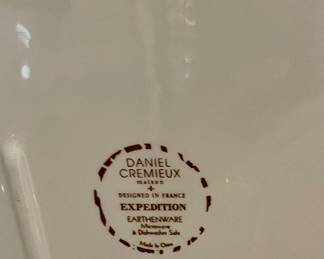 DANIEL
CREMIEUX
maison
+
DESIGNED IN FRANCE
EXPEDITION
EARTHENWARE
Microwave
& Dishwasher Safe
Made In China